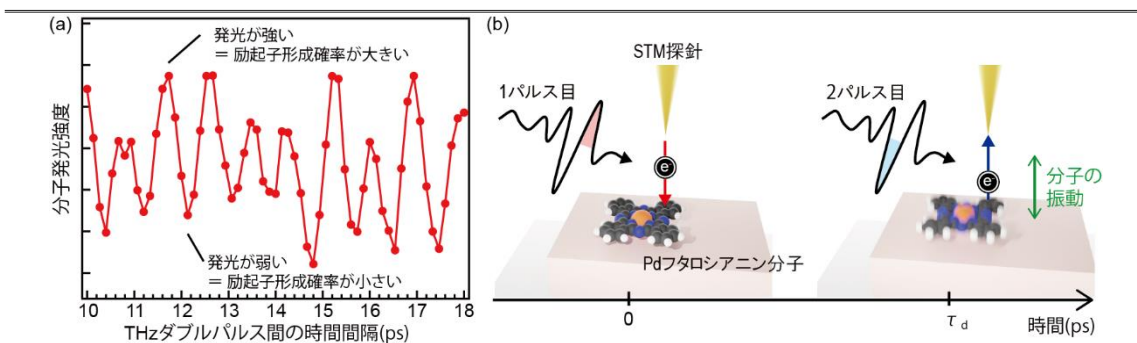 (a)
発光が強い
= 励起子形成確率が大きい
分子発光強度
発光が弱い
= 励起子形成確率が小さい
10 11 12 13 14 15 16 17 18
THzダブルパルス間の時間間隔(ps)
(b)
STM探針
1パルス目
e⁻
Pdフタロシアニン分子
2パルス目
e⁻
分子の
振動
0
τd
時間(ps)